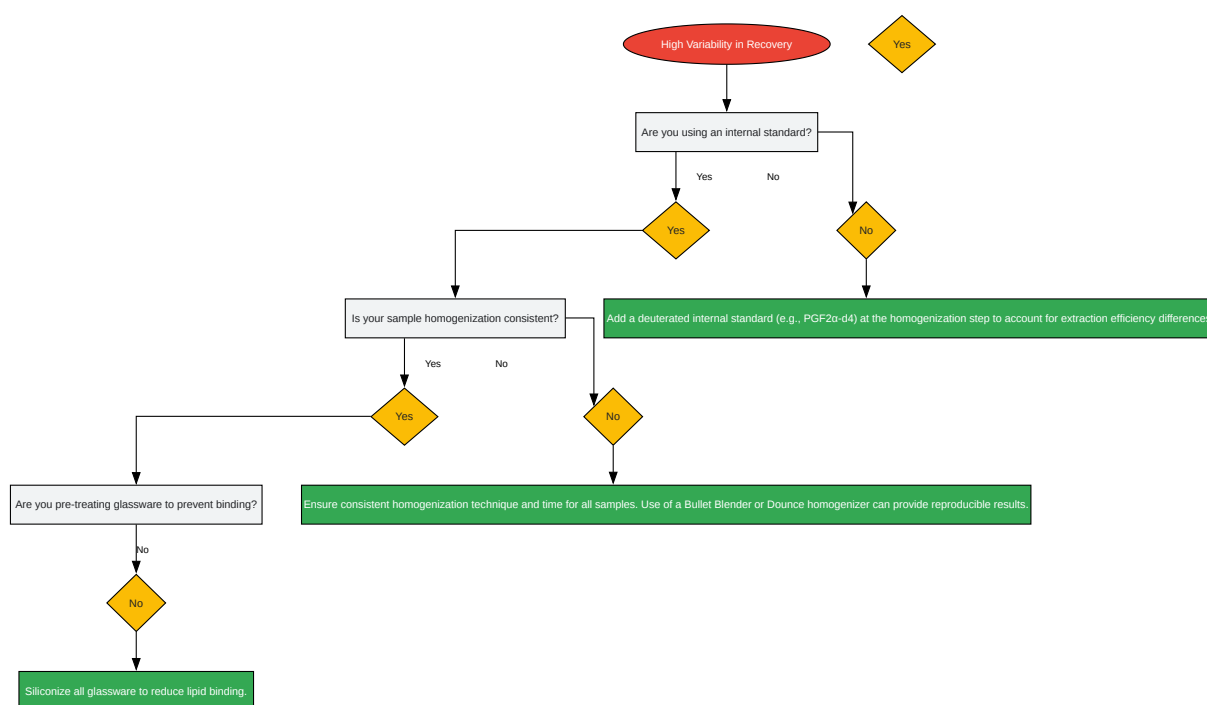 High Variability in Recovery
Yes
Are you using an internal standard?
Yes
No
Yes
No
Is your sample homogenization consistent?
Add a deuterated internal standard (e.g., PGF2α-d4) at the homogenization step to account for extraction efficiency differences
Yes
No
Yes
No
Are you pre-treating glassware to prevent binding?
Ensure consistent homogenization technique and time for all samples. Use of a Bullet Blender or Dounce homogenizer can provide reproducible results.
No
No
Siliconize all glassware to reduce lipid binding.